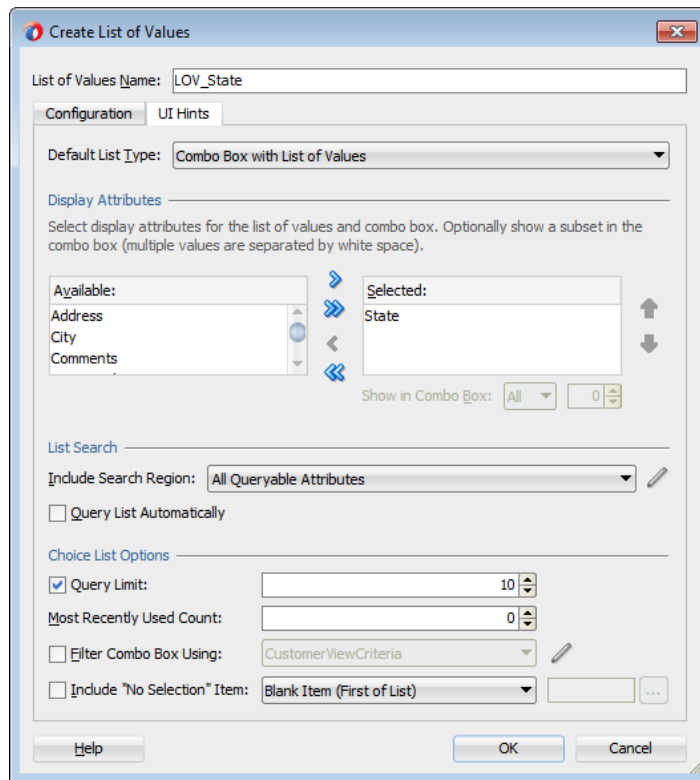 Create List of Values
List of Values Name: LOV_State
Configuration UI Hints
Default List Type: Combo Box with List of Values
Display Attributes
Select display attributes for the list of values and combo box. Optionally show a subset in the
combo box (multiple values are separated by white space).
Available: Selected:
Address State
City
Comments
Show in Combo Box: All 0
List Search
Include Search Region: All Queryable Attributes
Query List Automatically
Choice List Options
Query Limit: 10
Most Recently Used Count: 0
Filter Combo Box Using: CustomerViewCriteria
Include "No Selection" Item: Blank Item (First of List) ...
Help OK Cancel